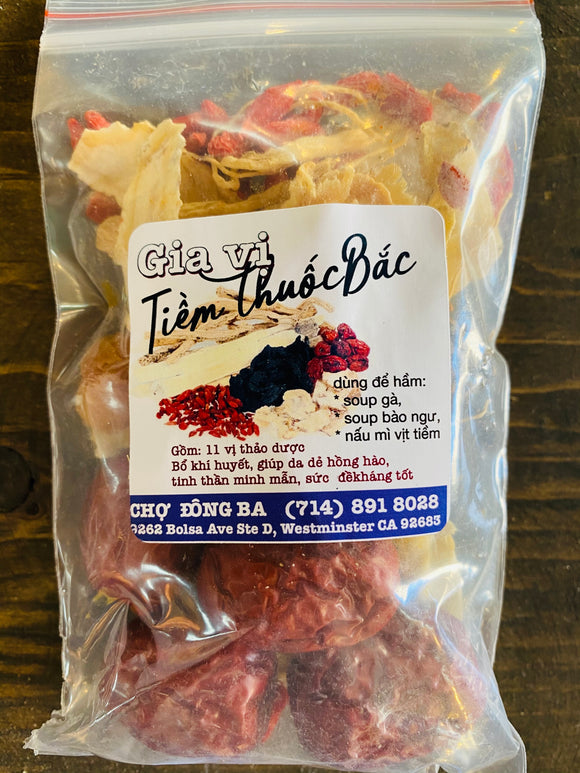 Gia vị
Tiềm Thuốc Bắc
dùng để hầm:
* soup gà,
* soup bào ngư,
* nấu mì vịt tiềm
Gồm: 11 vị thảo dược
Bổ khí huyết, giúp da dẻ hồng hào,
tinh thần minh mẫn, sức đềkháng tốt
CHỢ ĐÔNG BA (714) 891 8028
9262 Bolsa Ave Ste D, Westminster CA 92683